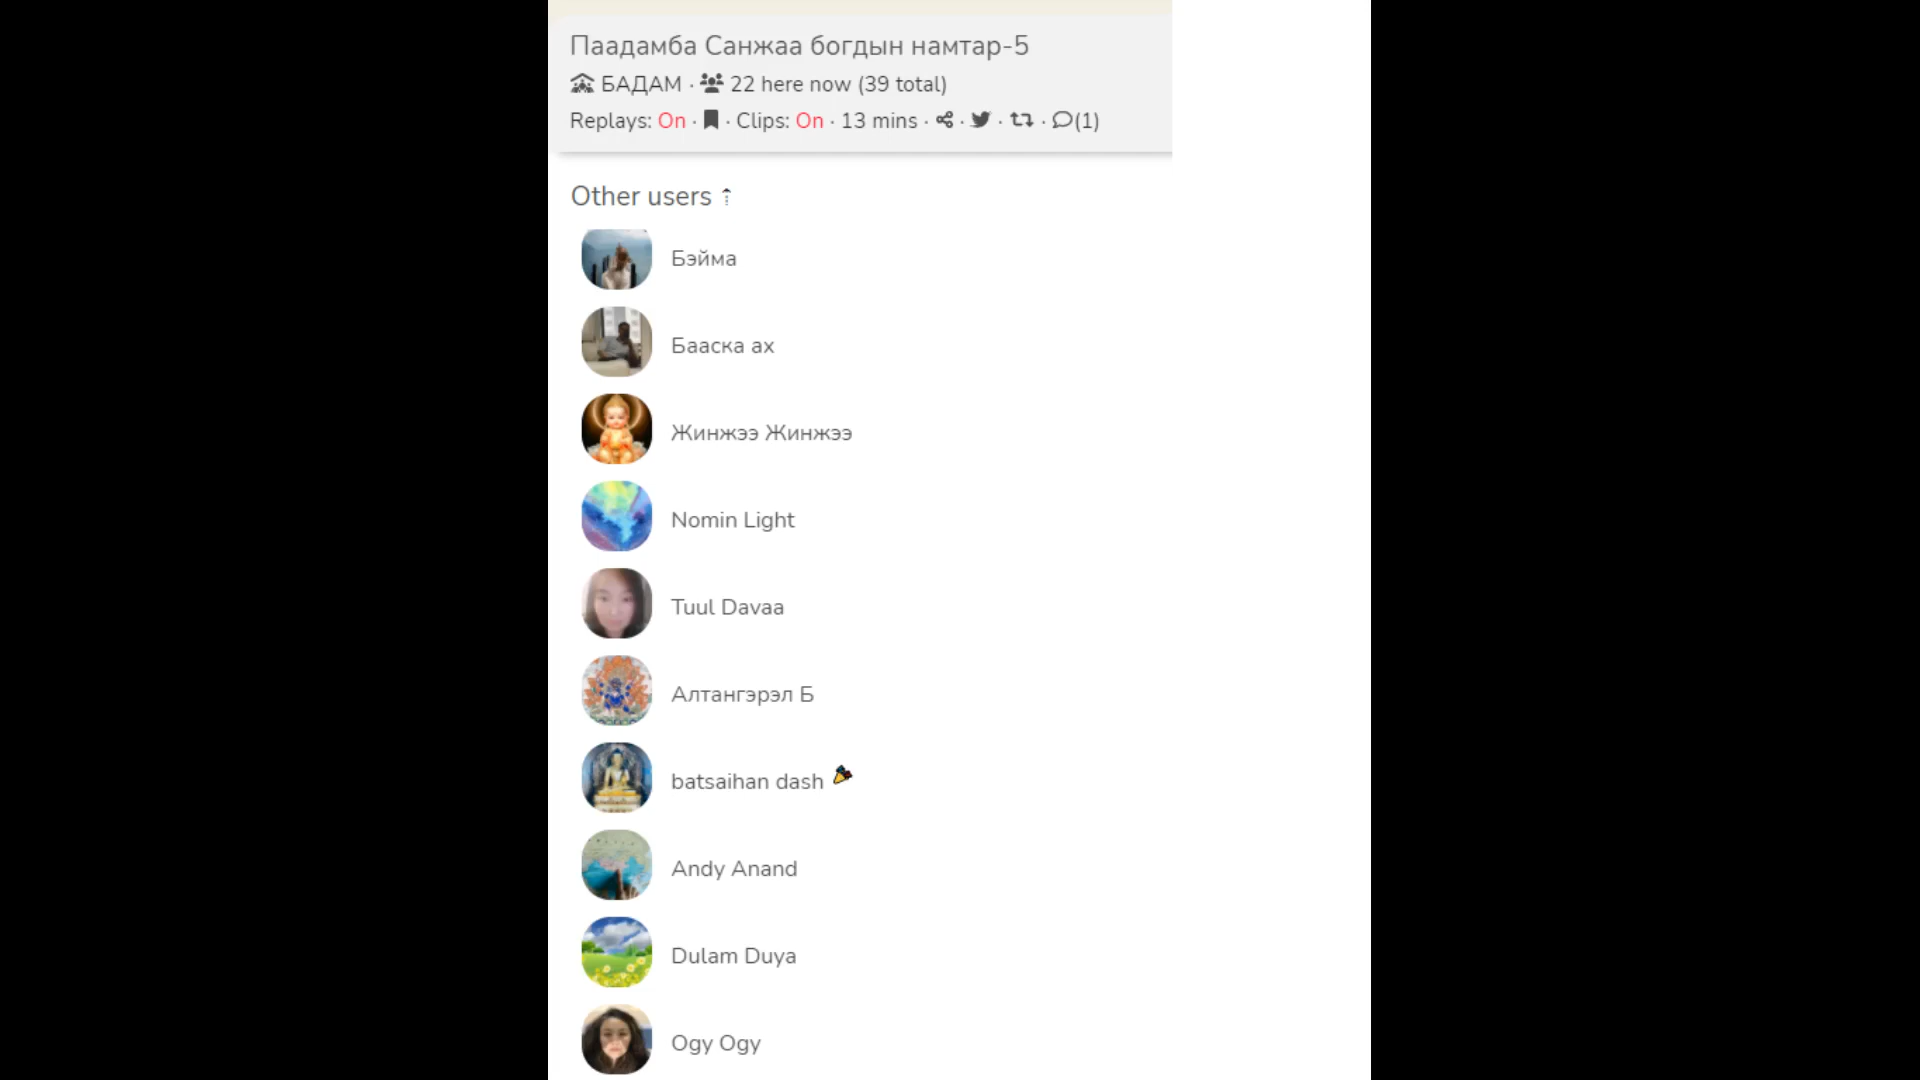 Паадамба Санжаа богдын намтар-5
БАДАМ · 22 here now (39 total)
Replays: On · · Clips: On · 13 mins · · · · (1)
Other users
Бэйма
Бааска ах
Жинжээ Жинжээ
Nomin Light
Tuul Davaa
Алтангэрэл Б
batsaihan dash
Andy Anand
Dulam Duya
Ogy Ogy